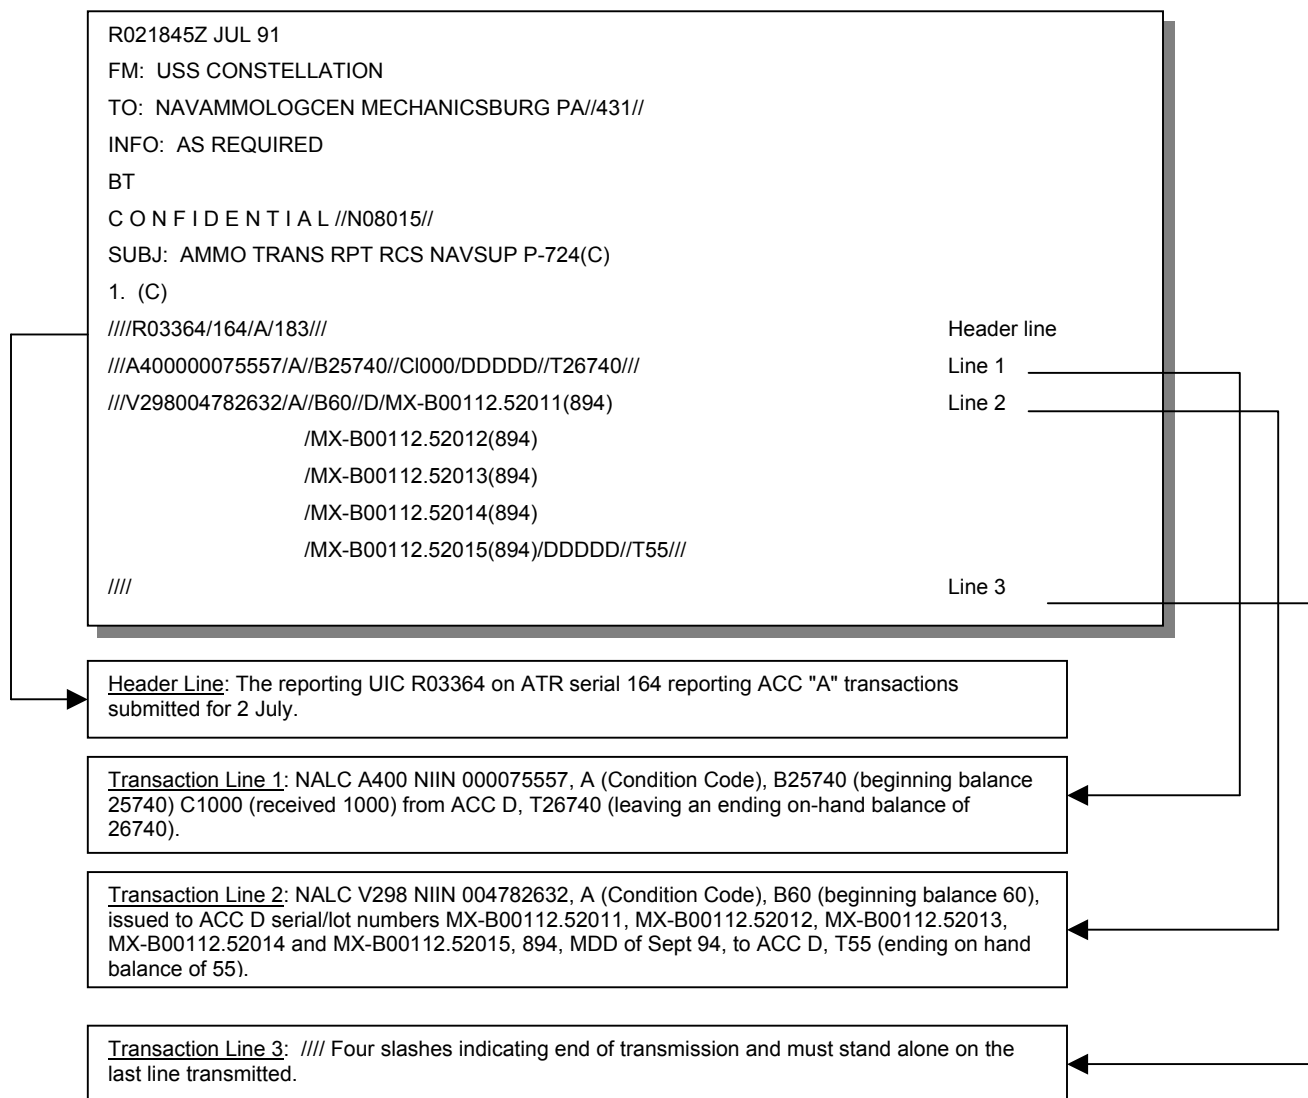 R021845Z JUL 91
FM: USS CONSTELLATION
TO: NAVAMMOLOGCEN MECHANICSBURG PA//431//
INFO: AS REQUIRED
BT
C O N F I D E N T I A L //N08015//
SUBJ: AMMO TRANS RPT RCS NAVSUP P-724(C)
1. (C)
////R03364/164/A/183/// Header line
///A400000075557/A//B25740//Cl000/DDDDD//T26740/// Line 1
///V298004782632/A//B60//D/MX-B00112.52011(894) Line 2
/MX-B00112.52012(894)
/MX-B00112.52013(894)
/MX-B00112.52014(894)
/MX-B00112.52015(894)/DDDDD//T55///
//// Line 3
Header Line: The reporting UIC R03364 on ATR serial 164 reporting ACC "A" transactions
submitted for 2 July.
Transaction Line 1: NALC A400 NIIN 000075557, A (Condition Code), B25740 (beginning balance
25740) C1000 (received 1000) from ACC D, T26740 (leaving an ending on-hand balance of
26740).
Transaction Line 2: NALC V298 NIIN 004782632, A (Condition Code), B60 (beginning balance 60),
issued to ACC D serial/lot numbers MX-B00112.52011, MX-B00112.52012, MX-B00112.52013,
MX-B00112.52014 and MX-B00112.52015, 894, MDD of Sept 94, to ACC D, T55 (ending on hand
balance of 55).
Transaction Line 3: //// Four slashes indicating end of transmission and must stand alone on the
last line transmitted.